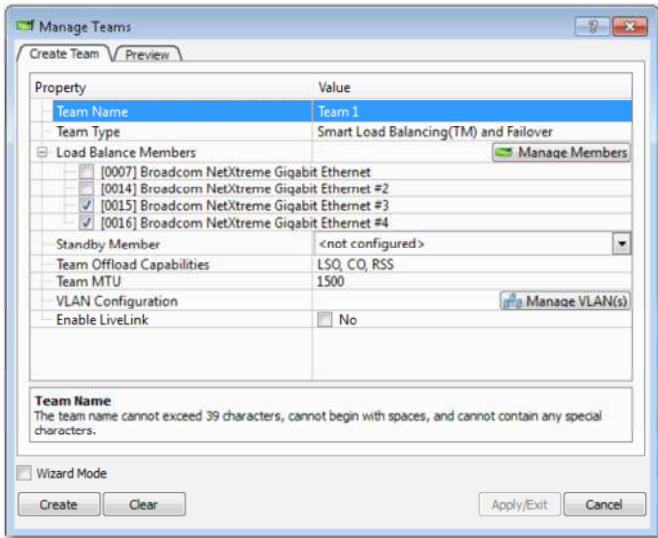 Manage Teams
Create Team Preview
Property Value
Team Name Team 1
Team Type Smart Load Balancing(TM) and Failover
Load Balance Members Manage Members
[0007] Broadcom NetXtreme Gigabit Ethernet
[0014] Broadcom NetXtreme Gigabit Ethernet #2
[0015] Broadcom NetXtreme Gigabit Ethernet #3
[0016] Broadcom NetXtreme Gigabit Ethernet #4
Standby Member <not configured>
Team Offload Capabilities LSO, CO, RSS
Team MTU 1500
VLAN Configuration Manage VLAN(s)
Enable LiveLink No
Team Name
The team name cannot exceed 39 characters, cannot begin with spaces, and cannot contain any special
characters.
Wizard Mode
Create Clear Apply/Exit Cancel